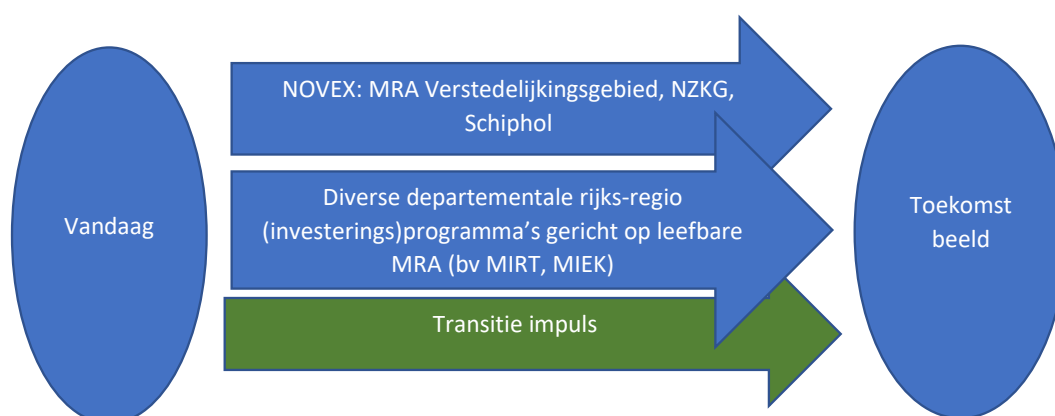 Vandaag
NOVEX: MRA Verstedelijkingsgebied, NZKG,
Schiphol
Diverse departementale rijks-regio
(investerings)programma's gericht op leefbare
MRA (bv MIRT, MIEK)
Transitie impuls
Toekomst
beeld